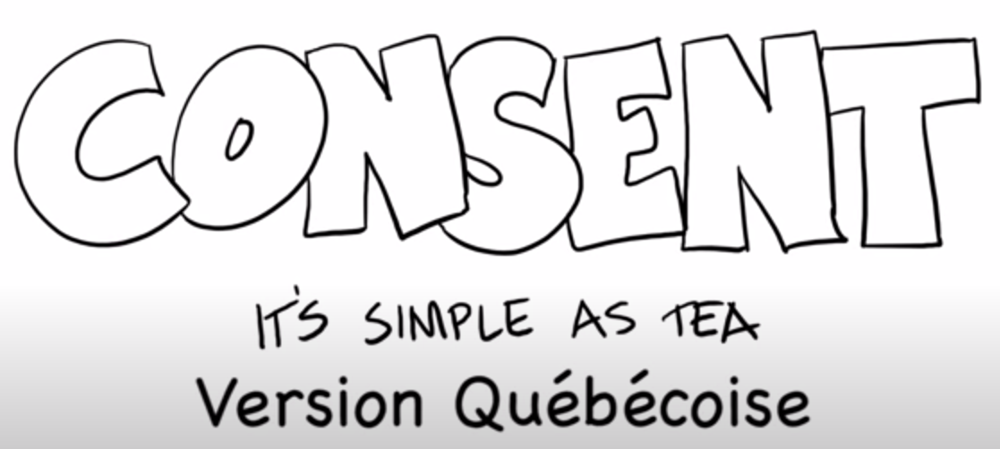 CONSENT
IT'S SIMPLE AS TEA
Version Québécoise